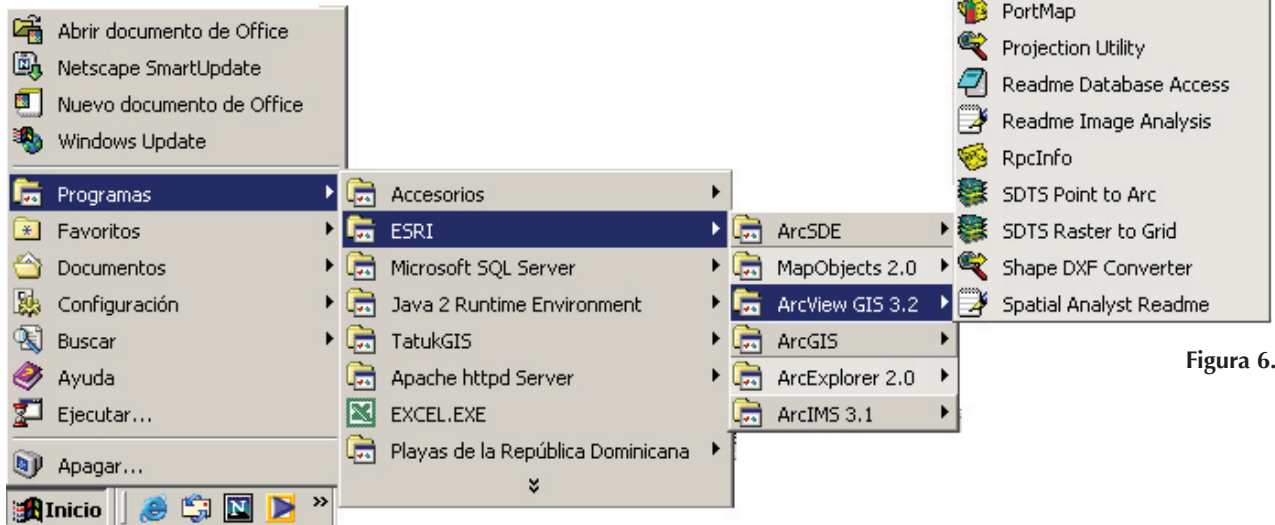 Abrir documento de Office
Netscape SmartUpdate
Nuevo documento de Office
Windows Update
Programas
Favoritos
Documentos
Configuración
Buscar
Ayuda
Ejecutar...
Apagar...
Inicio
»
Accesorios
ESRI
Microsoft SQL Server
Java 2 Runtime Environment
TatukGIS
Apache httpd Server
EXCEL.EXE
Playas de la República Dominicana
ArcSDE
MapObjects 2.0
ArcView GIS 3.2
ArcGIS
ArcExplorer 2.0
ArcIMS 3.1
PortMap
Projection Utility
Readme Database Access
Readme Image Analysis
RpcInfo
SDTS Point to Arc
SDTS Raster to Grid
Shape DXF Converter
Spatial Analyst Readme
Figura 6.